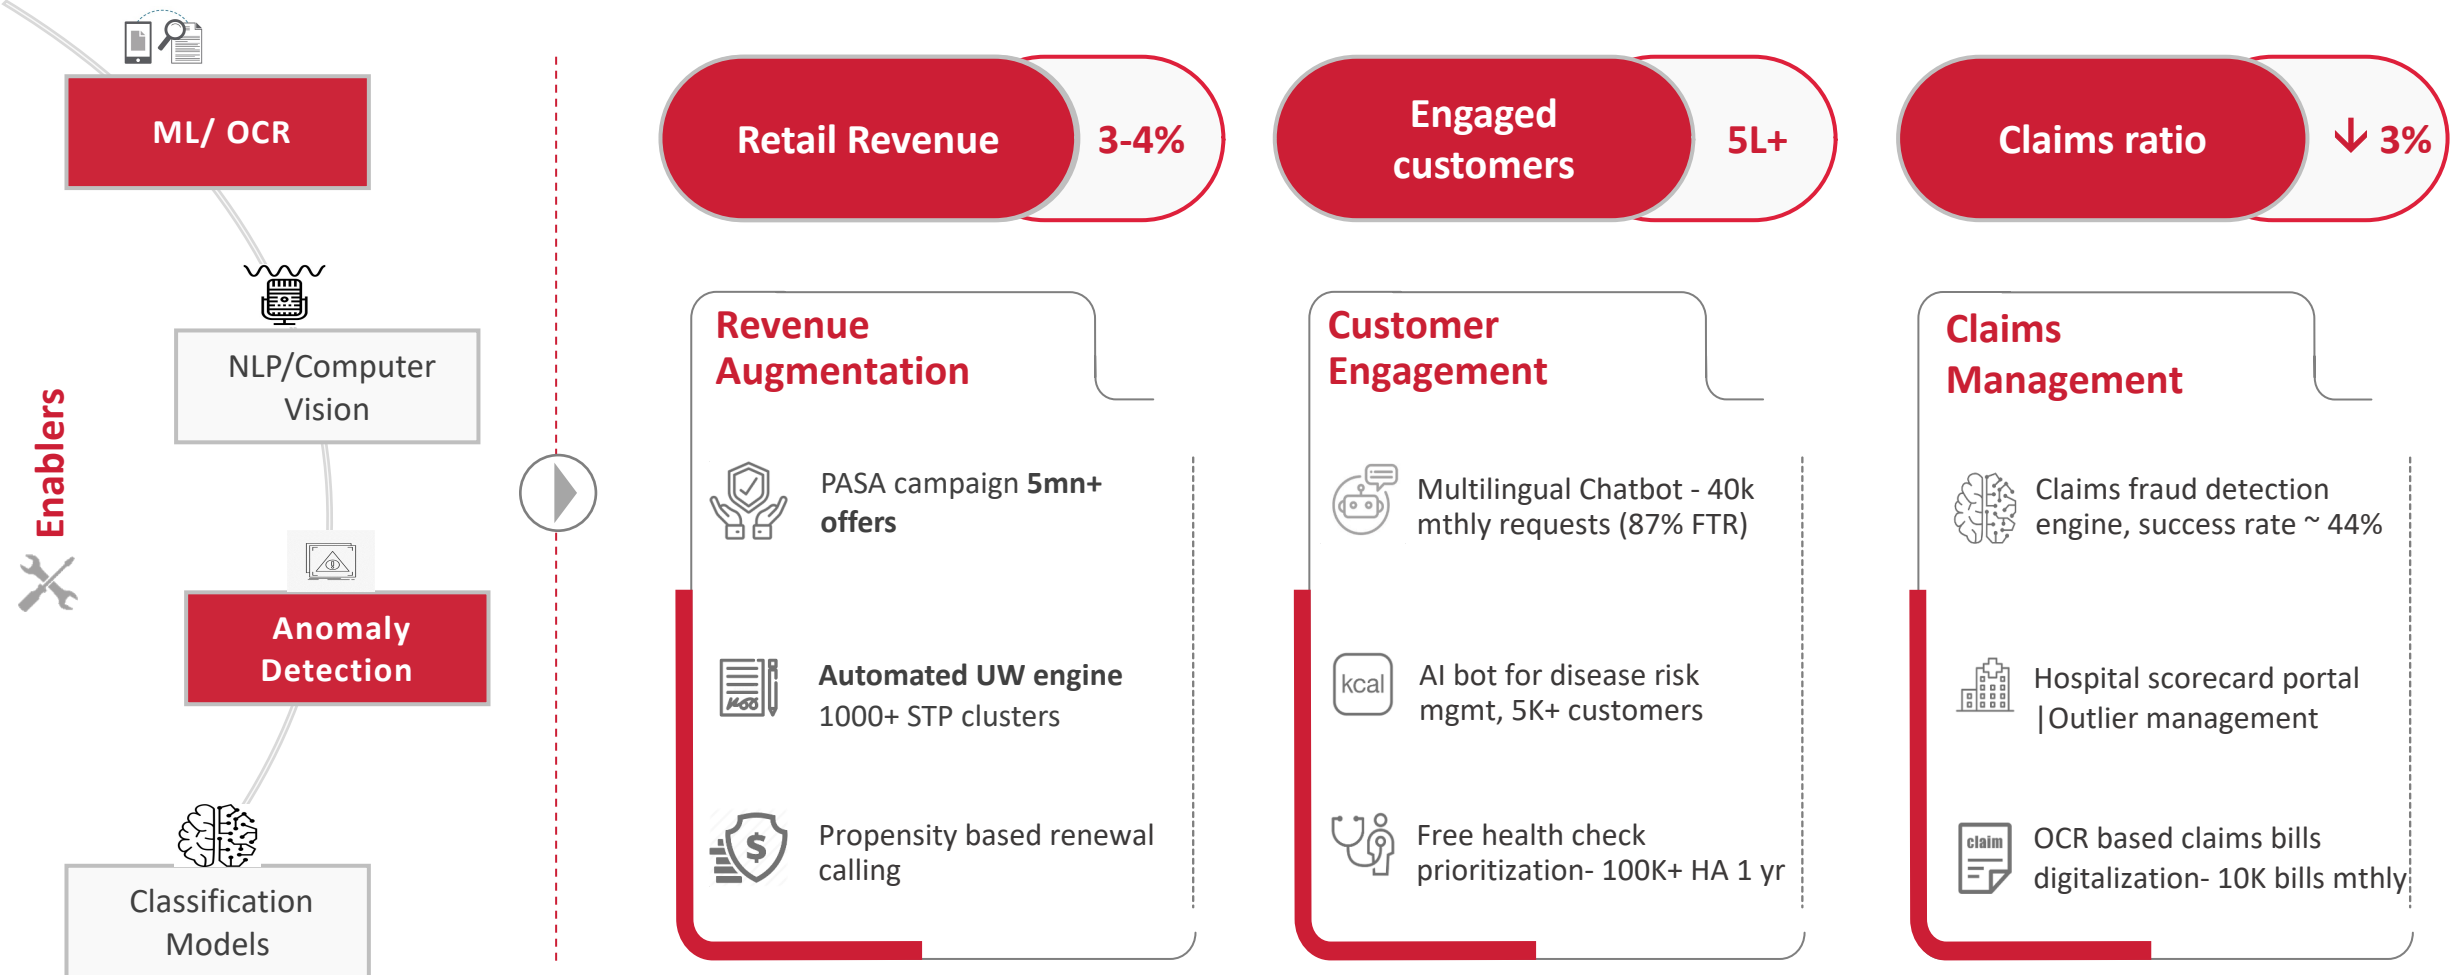 ML/ OCR
NLP/Computer
Vision
Enablers
Anomaly
Detection
Classification
Models
Retail Revenue
3-4%
Engaged
customers
5L+
Claims ratio
↓ 3%
Revenue
Augmentation
PASA campaign 5mn+
offers
Automated UW engine
1000+ STP clusters
$
Propensity based renewal
calling
Customer
Engagement
Multilingual Chatbot - 40k
mthly requests (87% FTR)
kcal
AI bot for disease risk
mgmt, 5K+ customers
Free health check
prioritization- 100K+ HA 1 yr
Claims
Management
Claims fraud detection
engine, success rate ~ 44%
Hospital scorecard portal
|Outlier management
claim
OCR based claims bills
digitalization- 10K bills mthly